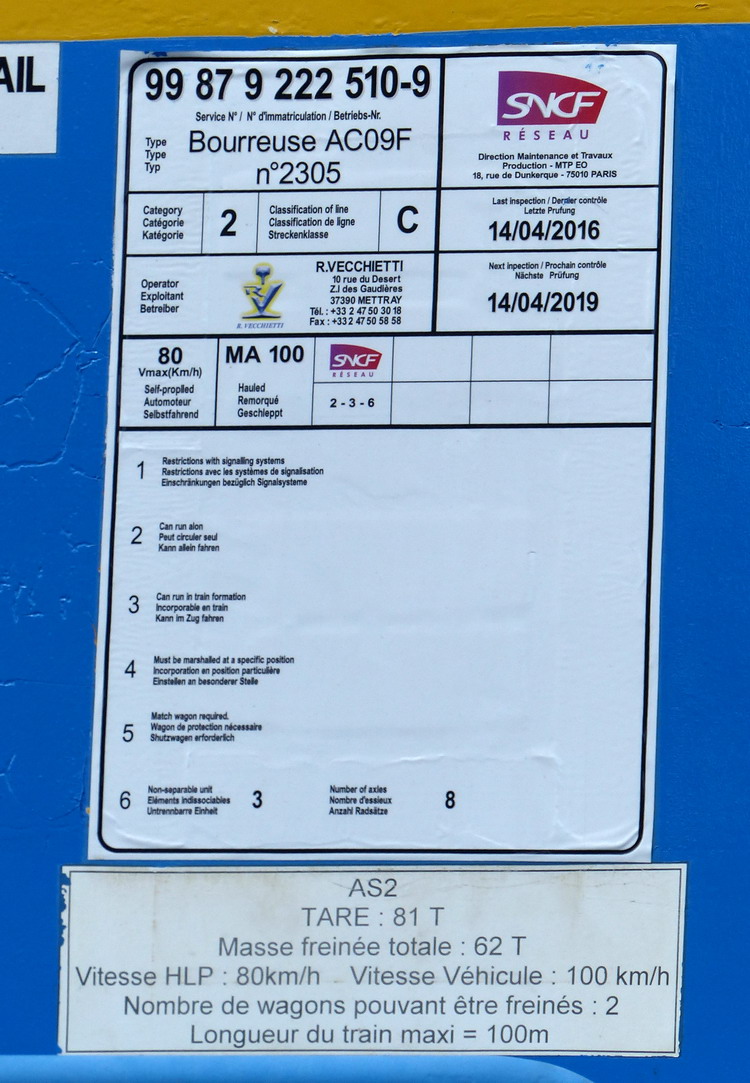 AIL
99 87 9 222 510-9
Service N° / N° d'immatriculation / Betriebs-Nr.
Type
Type
Typ
Bourreuse AC09F
n°2305
SNCF
RÉSEAU
Direction Maintenance et Travaux
Production - MTP EO
18, rue de Dunkerque - 75010 PARIS
Category
Catégorie
Katégorie
2
Classification of line
Classification de ligne
Streckenklasse
C
Last inspection / Dernier contrôle
Letzte Prufung
14/04/2016
Operator
Exploitant
Betreiber
R.V
R. VECCHIETTI
R.VECCHIETTI
10 rue du Desert
Z.I des Gaudières
37390 METTRAY
Tél. : +33 2 47 50 30 18
Fax : +33 2 47 50 58 58
Next inpection / Prochain contrôle
Nächste Prüfung
14/04/2019
80
Vmax(Km/h)
Self-proplled
Automoteur
Selbstfahrend
MA 100
Hauled
Remorqué
Geschleppt
SNCF
RÉSEAU
2 - 3 - 6
1
Restrictions with signalling systems
Restrictions avec les systèmes de signalisation
Einschränkungen bezüglich Signalsysteme
2
Can run alon
Peut circuler seul
Kann allein fahren
3
Can run in train formation
Incorporable en train
Kann im Zug fahren
4
Must be marshalled at a specific position
Incorporation en position particulière
Einstellen an besonderer Stelle
5
Match wagon required.
Wagon de protection nécessaire
Shutzwagen erforderlich
6
Non-separable unit
Eléments indissociables
Untrennbarre Einheit
3
Number of axles
Nombre d'essieux
Anzahl Radsätze
8
AS2
TARE : 81 T
Masse freinée totale : 62 T
Vitesse HLP : 80km/h Vitesse Véhicule : 100 km/h
Nombre de wagons pouvant être freinés : 2
Longueur du train maxi = 100m